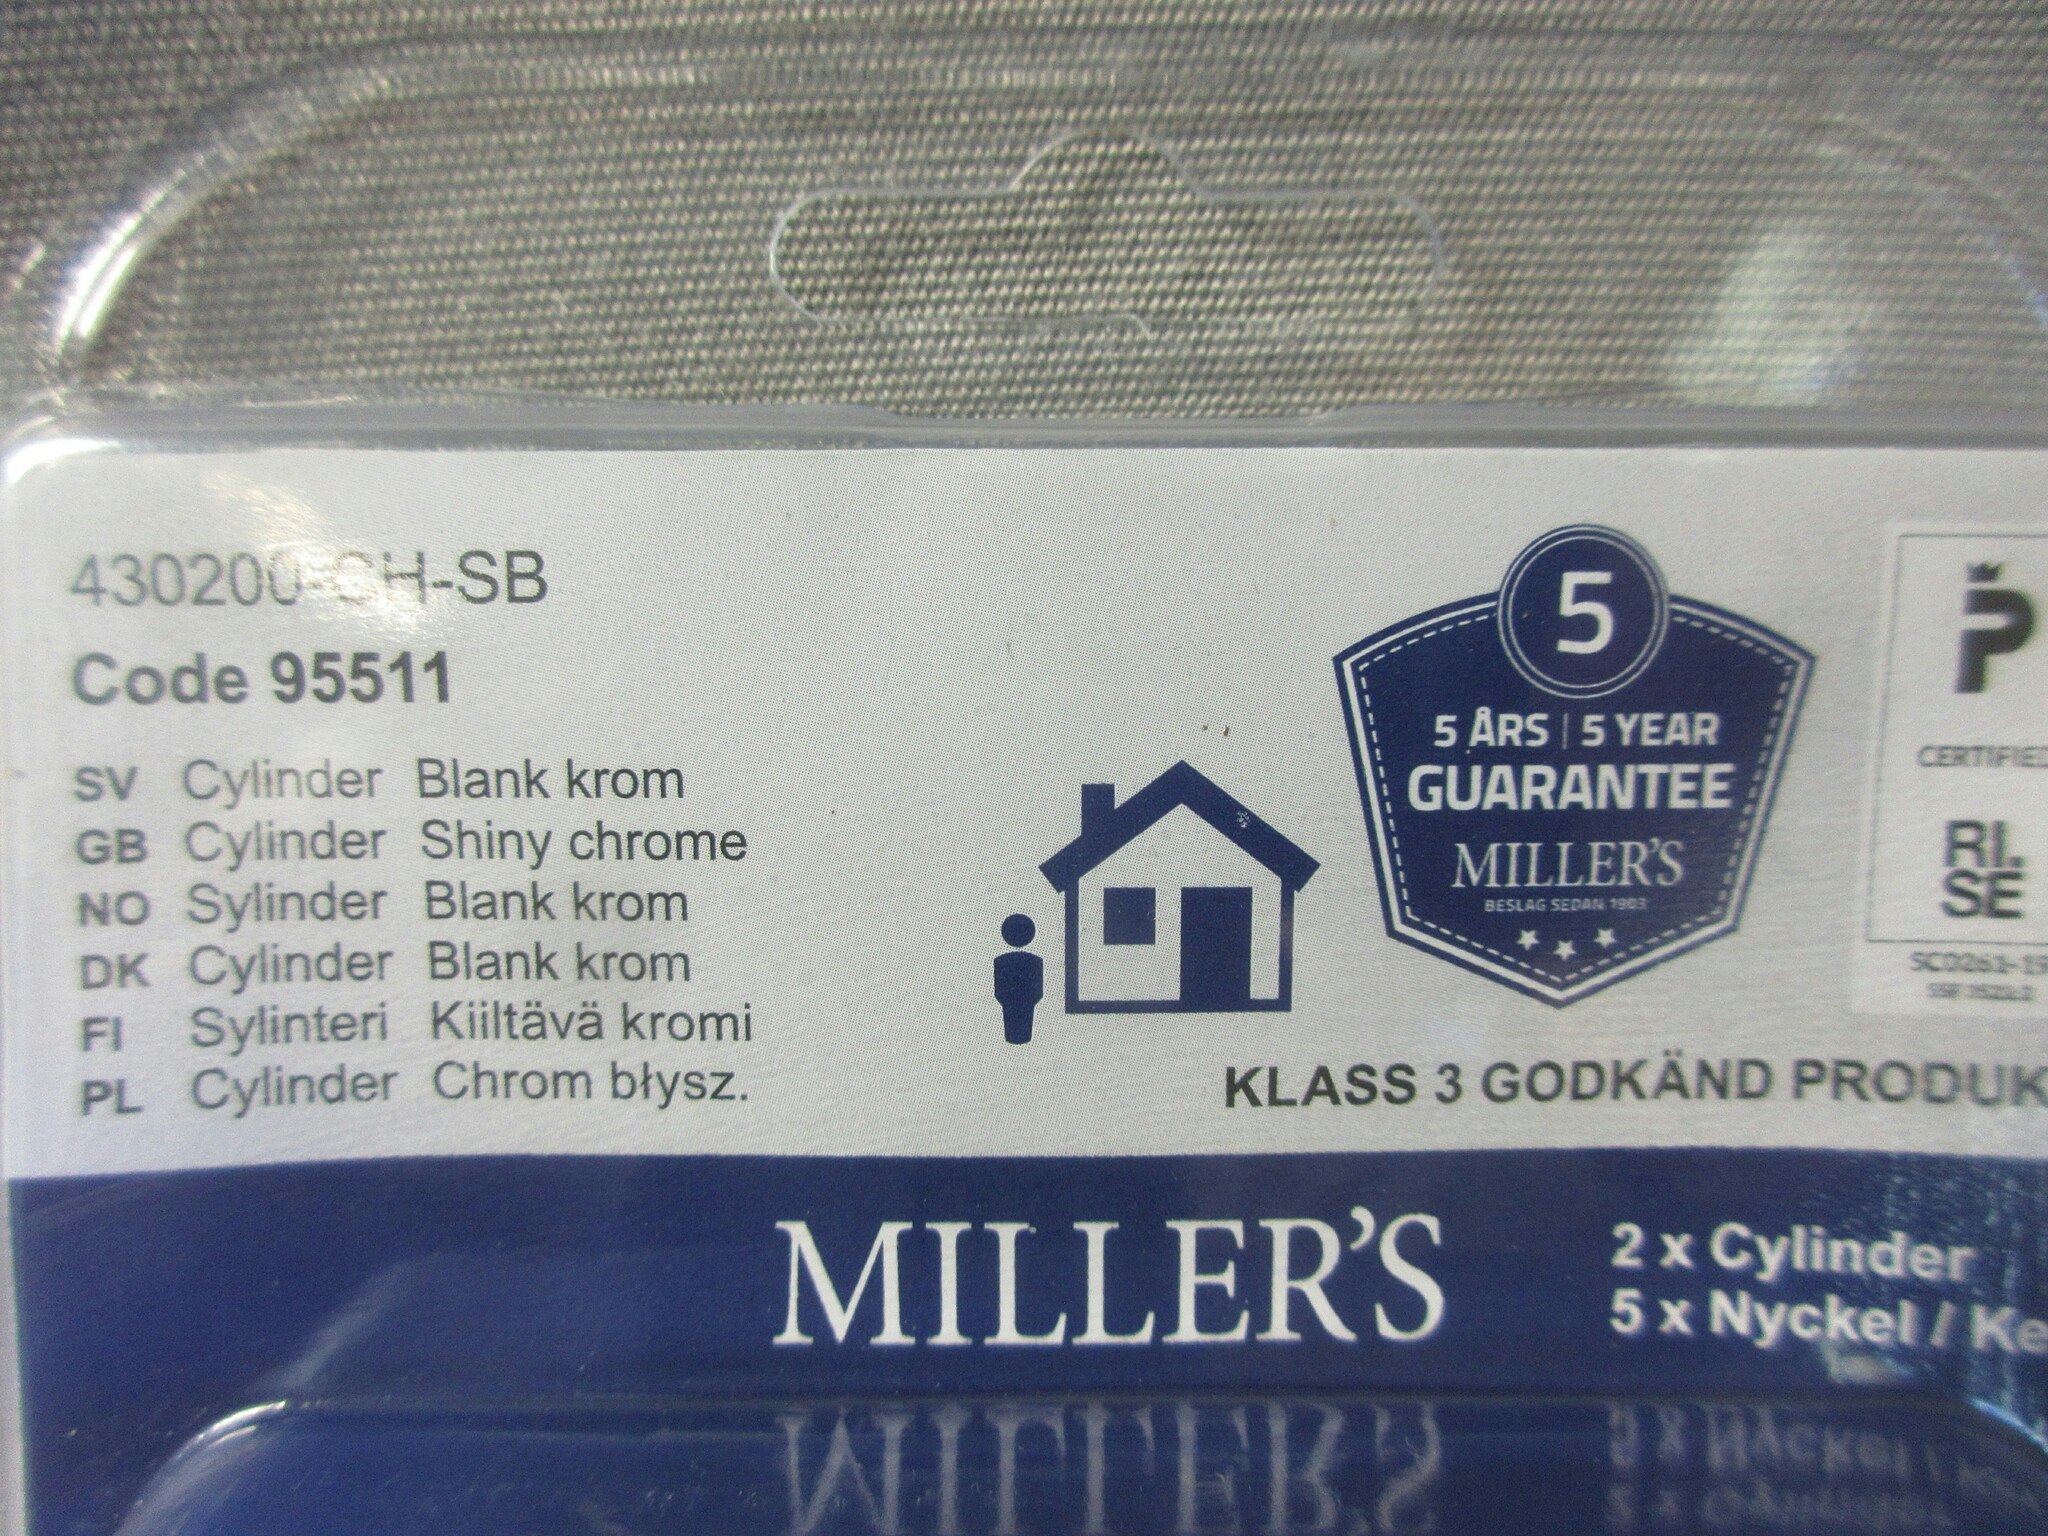 430200-CH-SB
Code 95511
SV Cylinder Blank krom
GB Cylinder Shiny chrome
NO Sylinder Blank krom
DK Cylinder Blank krom
FI Sylinteri Kiiltävä kromi
PL Cylinder Chrom błysz.
5
5 ÅRS | 5 YEAR
GUARANTEE
MILLER'S
BESLAG SEDAN 1903
P
CERTIFIED
RI.
SE
KLASS 3 GODKÄND PRODUK
MILLER'S
2 x Cylinder
5 x Nyckel / Ke